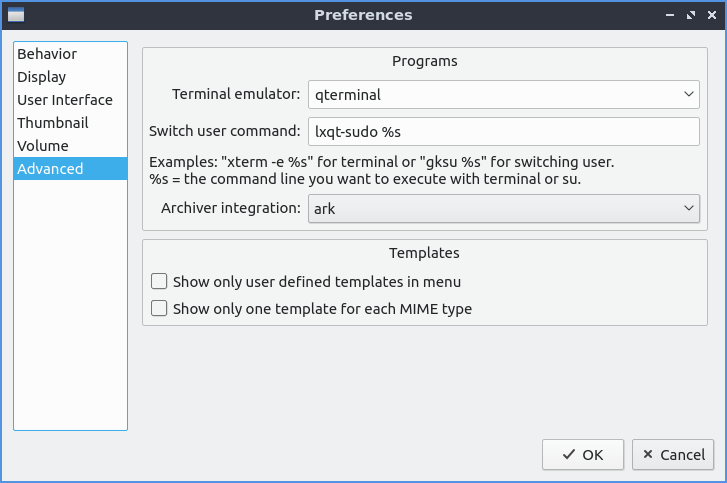 Preferences
Behavior
Display
User Interface
Thumbnail
Volume
Advanced
Programs
Terminal emulator: qterminal
Switch user command: lxqt-sudo %s
Examples: "xterm -e %s" for terminal or "gksu %s" for switching user.
%s = the command line you want to execute with terminal or su.
Archiver integration: ark
Templates
Show only user defined templates in menu
Show only one template for each MIME type
OK Cancel